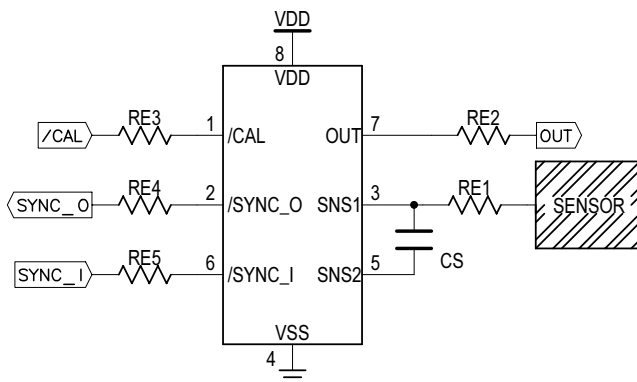 VDD
8
VDD
/CAL
RE3
1
/CAL
OUT
7
RE2
OUT
SYNC_O
RE4
2
/SYNC_O
SNS1
3
RE1
SENSOR
SYNC_I
RE5
6
/SYNC_I
SNS2
5
CS
VSS
4